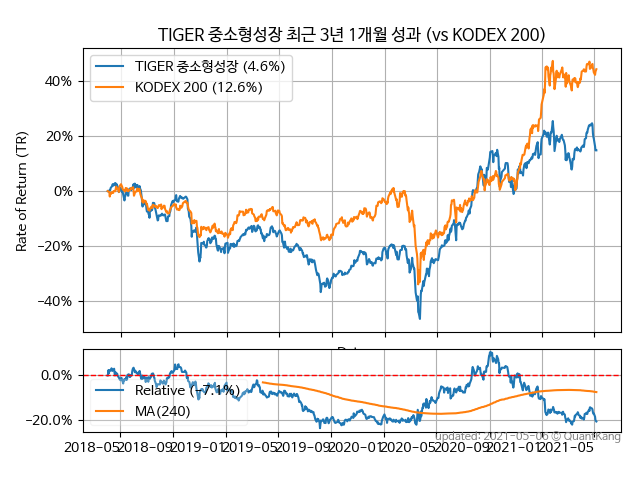 TIGER 중소형성장 최근 3년 1개월 성과 (vs KODEX 200)
TIGER 중소형성장 (4.6%)
KODEX 200 (12.6%)
Rate of Return (TR)
40%
20%
0%
−20%
−40%
0.0%
−20.0%
Relative (−7.1%)
MA(240)
updated: 2021-05-06 © QuantKang
2018-05 2018-09 2019-01 2019-05 2019-09 2020-01 2020-05 2020-09 2021-01 2021-05